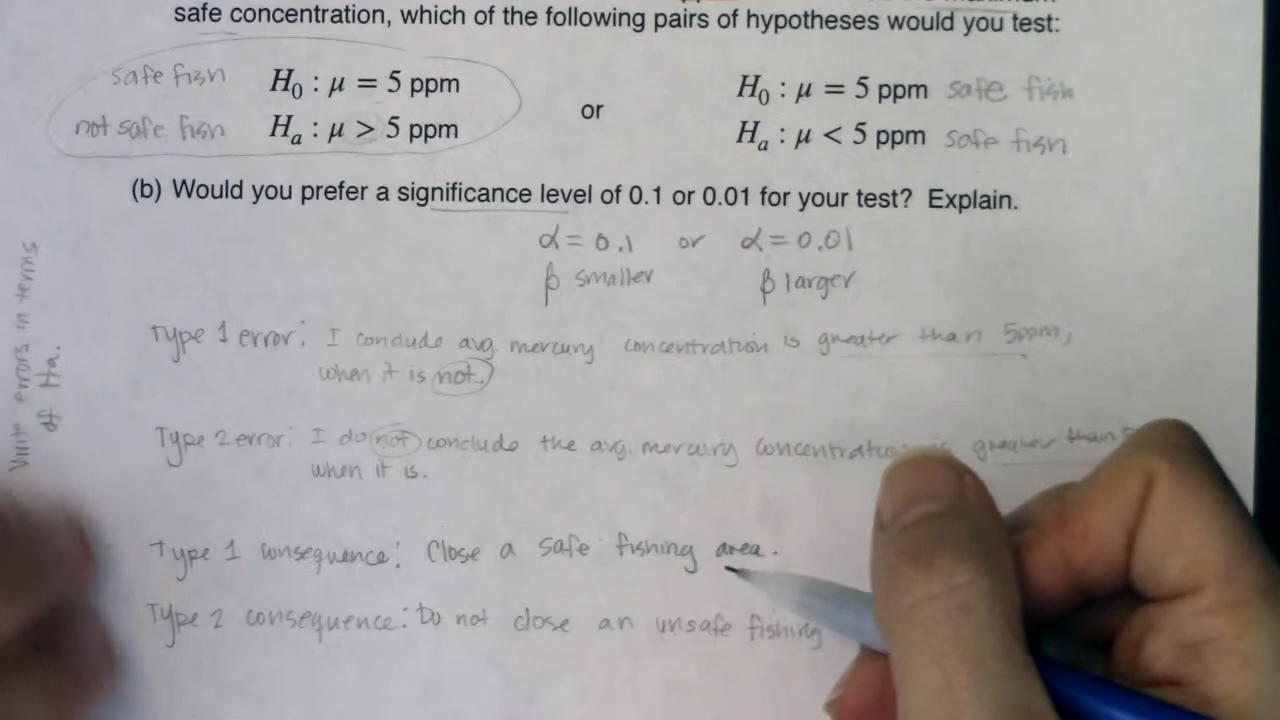 safe concentration, which of the following pairs of hypotheses would you test:
safe fish H₀ : μ = 5 ppm
not safe fish Hₐ : μ > 5 ppm
or
H₀ : μ = 5 ppm safe fish
Hₐ : μ < 5 ppm safe fish
(b) Would you prefer a significance level of 0.1 or 0.01 for your test? Explain.
α = 0.1 or α = 0.01
β smaller β larger
Write errors in terms
of Ha.
Type 1 error: I conclude avg. mercury concentration is greater than 5ppm,
when it is not.
Type 2 error: I do not conclude the avg. mercury greater than
when it is.
Type 1 consequence: Close a safe fishing area.
Type 2 consequence: Do not close an unsafe fishing